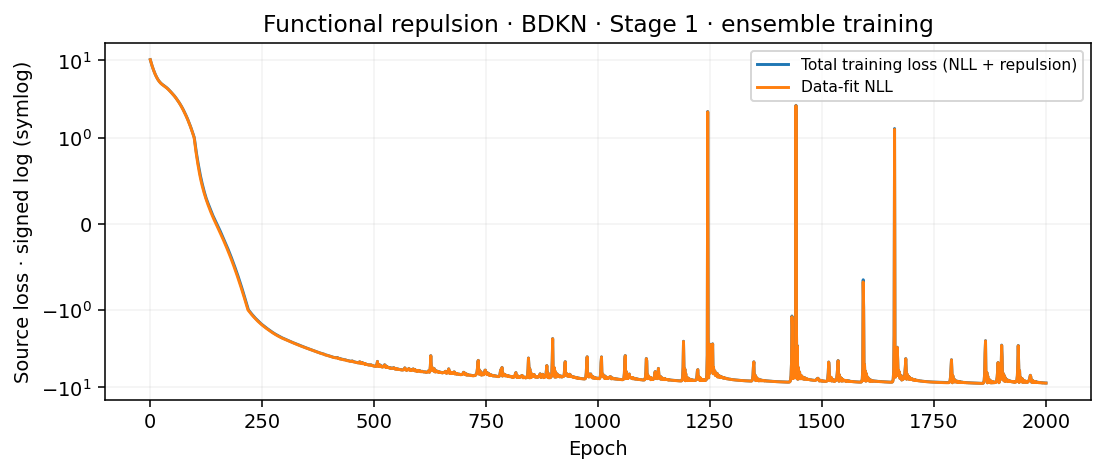 Functional repulsion · BDKN · Stage 1 · ensemble training
Source loss · signed log (symlog)
10¹
10⁰
0
−10⁰
−10¹
Total training loss (NLL + repulsion)
Data-fit NLL
0 250 500 750 1000 1250 1500 1750 2000
Epoch